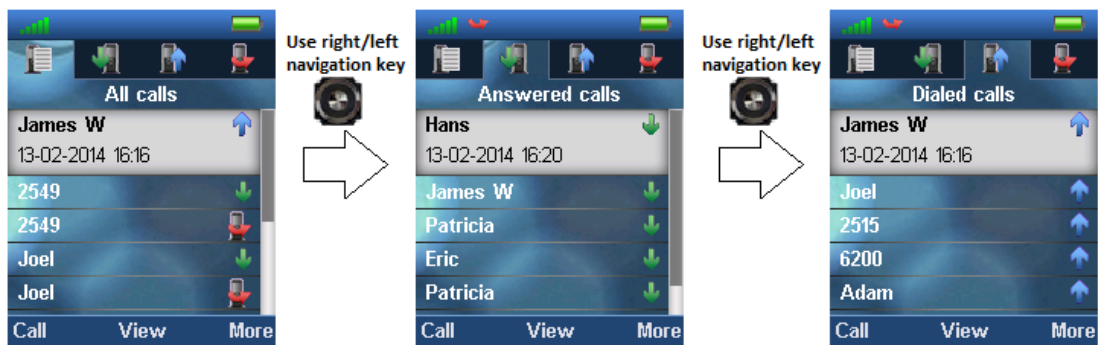 All calls
James W
13-02-2014 16:16
2549
2549
Joel
Joel
Call View More
Use right/left
navigation key
Answered calls
Hans
13-02-2014 16:20
James W
Patricia
Eric
Patricia
Call View More
Use right/left
navigation key
Dialed calls
James W
13-02-2014 16:16
Joel
2515
6200
Adam
Call View More